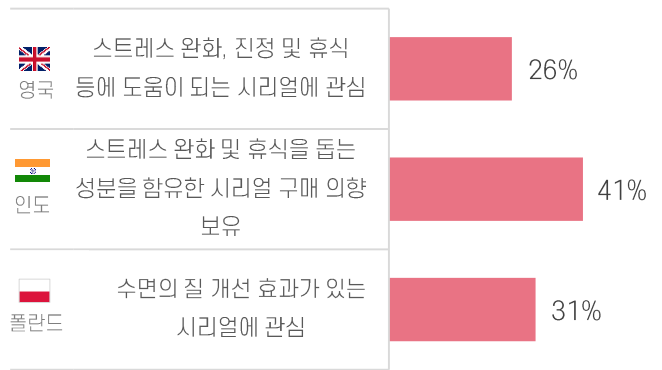 스트레스 완화, 진정 및 휴식
등에 도움이 되는 시리얼에 관심
영국
26%
스트레스 완화 및 휴식을 돕는
성분을 함유한 시리얼 구매 의향
보유
인도
41%
수면의 질 개선 효과가 있는
시리얼에 관심
폴란드
31%